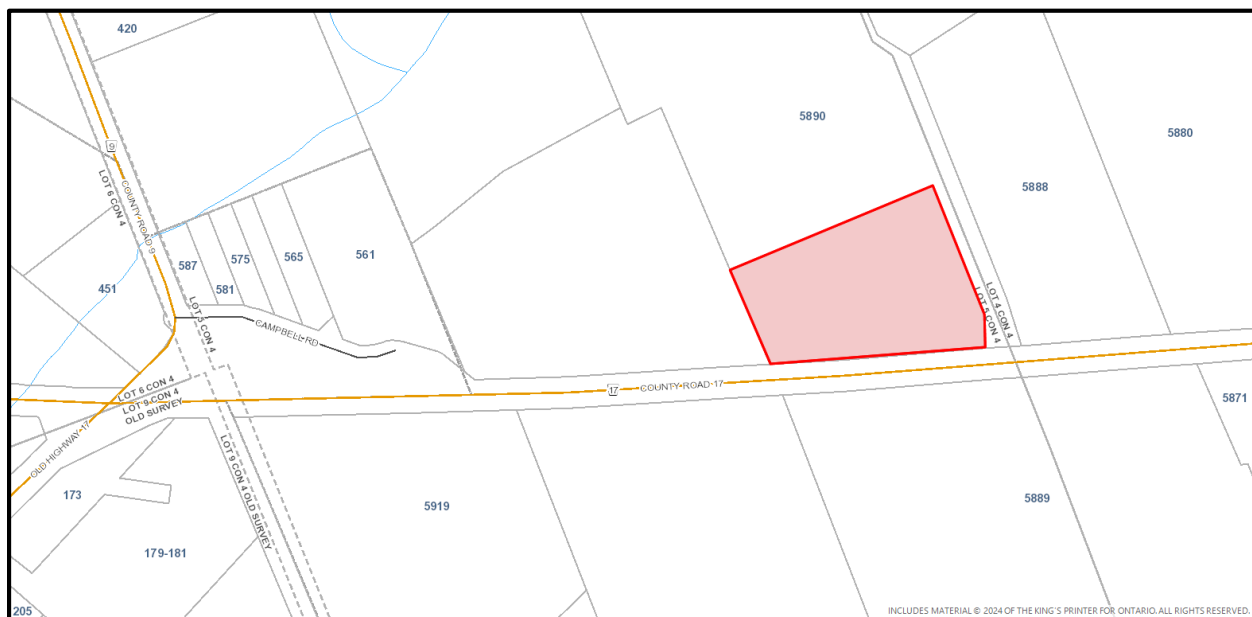 420
5890
5880
9
COUNTY ROAD 9
LOT 6 CON 4
5888
587
575
565
561
581
451
LOT 5 CON 4
CAMPBELL RD
LOT 5 CON 4
LOT 4 CON 4
17
COUNTY ROAD 17
LOT 6 CON 4
LOT 9 CON 4
OLD SURVEY
5871
OLD HIGHWAY 17
LOT 9 CON 4 OLD SURVEY
173
5919
5889
179-181
205
INCLUDES MATERIAL © 2024 OF THE KING'S PRINTER FOR ONTARIO. ALL RIGHTS RESERVED.